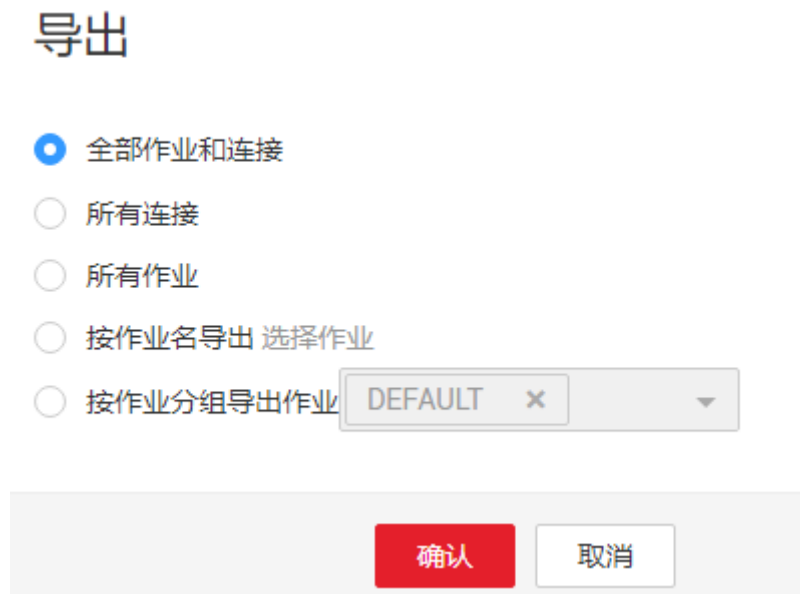 导出
全部作业和连接
所有连接
所有作业
按作业名导出 选择作业
按作业分组导出作业 DEFAULT
确认 取消